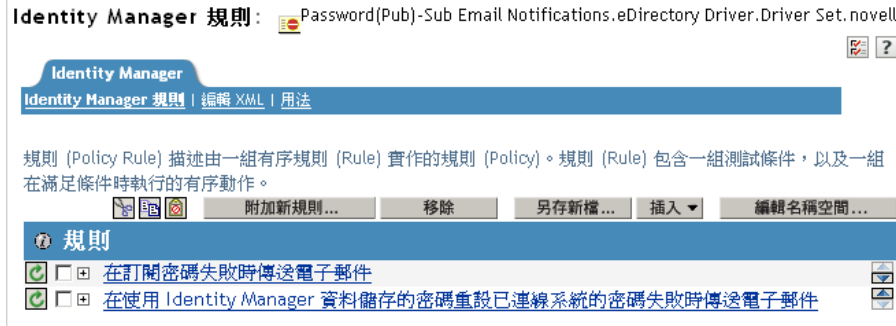 Identity Manager 規則： Password(Pub)-Sub Email Notifications.eDirectory Driver.Driver Set.novell
?
Identity Manager
Identity Manager 規則 | 編輯 XML | 用法
規則 (Policy Rule) 描述由一組有序規則 (Rule) 實作的規則 (Policy)。規則 (Rule) 包含一組測試條件，以及一組
在滿足條件時執行的有序動作。
附加新規則... 移除 另存新檔... 插入 編輯名稱空間...
規則
在訂閱密碼失敗時傳送電子郵件
在使用 Identity Manager 資料儲存的密碼重設已連線系統的密碼失敗時傳送電子郵件